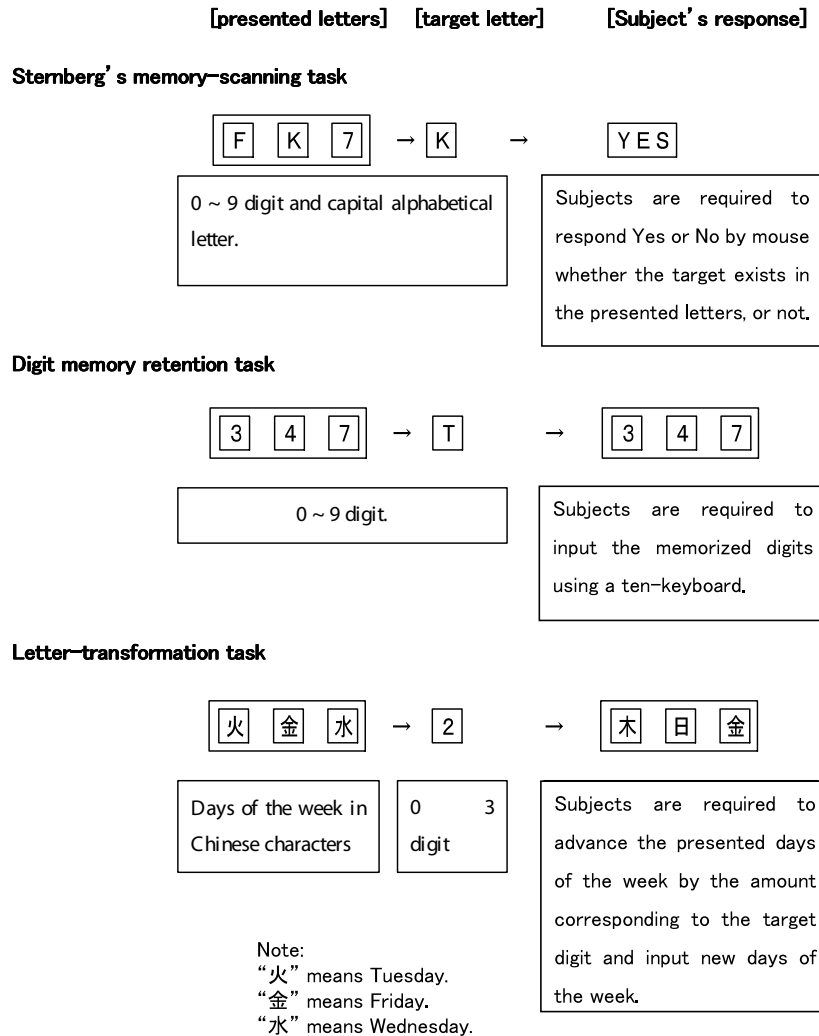 [presented letters] [target letter] [Subject's response]
Sternberg's memory-scanning task
F K 7 → K → YES
0 ~ 9 digit and capital alphabetical
letter.
Subjects are required to
respond Yes or No by mouse
whether the target exists in
the presented letters, or not.
Digit memory retention task
3 4 7 → T → 3 4 7
0 ~ 9 digit.
Subjects are required to
input the memorized digits
using a ten-keyboard.
Letter-transformation task
火 金 水 → 2 → 木 日 金
Days of the week in
Chinese characters
0 3
digit
Subjects are required to
advance the presented days
of the week by the amount
corresponding to the target
digit and input new days of
the week.
Note:
“火” means Tuesday.
“金” means Friday.
“水” means Wednesday.